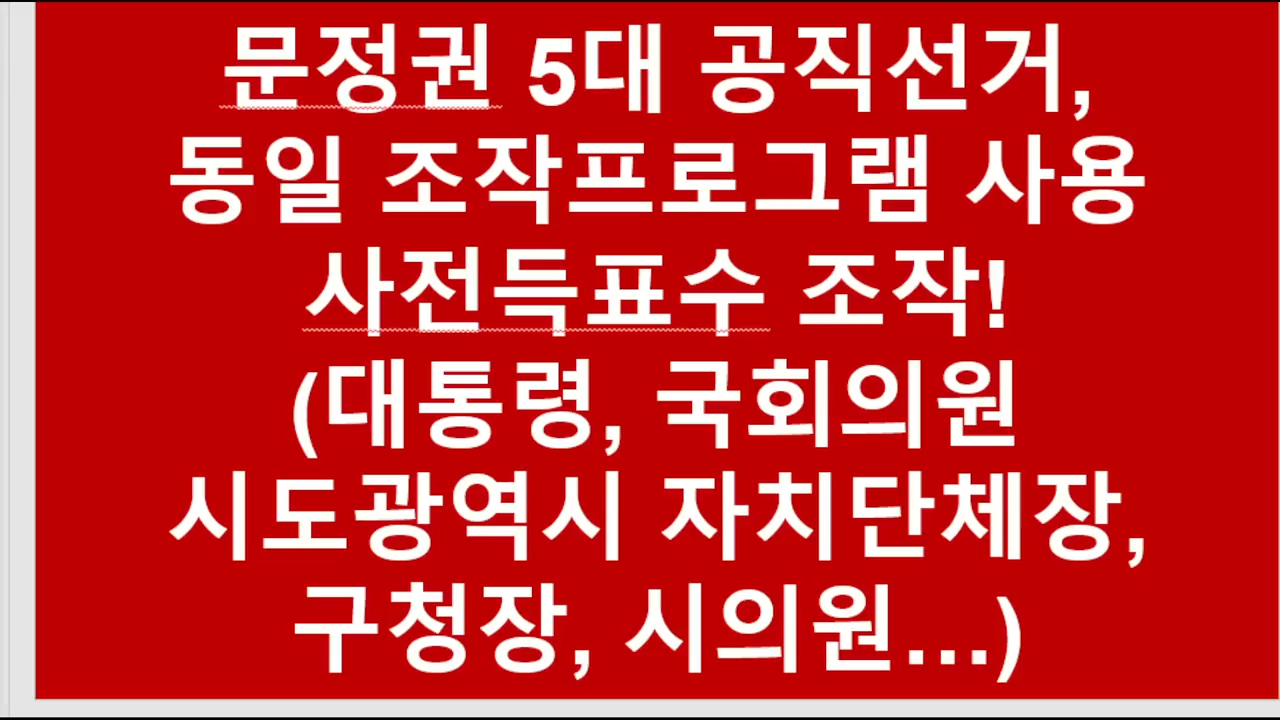 문정권 5대 공직선거,
동일 조작프로그램 사용
사전득표수 조작!
(대통령, 국회의원
시도광역시 자치단체장,
구청장, 시의원...)